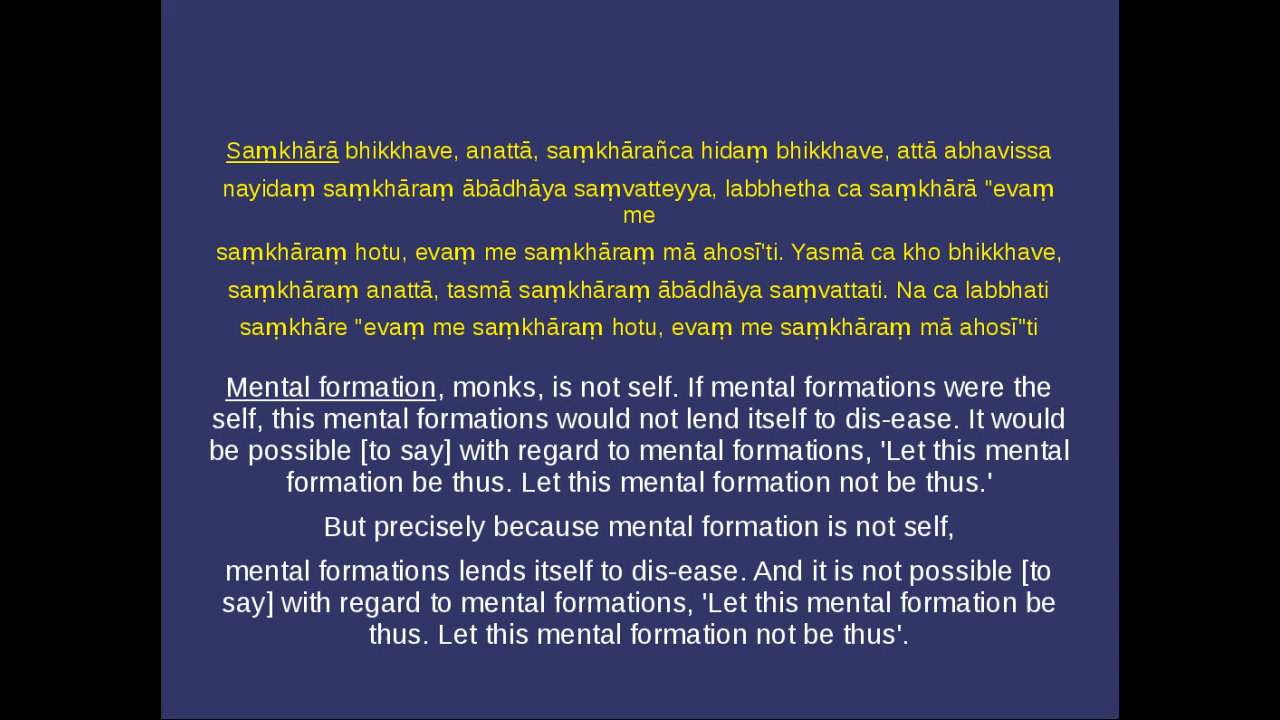 Saṃkhārā bhikkhave, anattā, saṃkhārañca hidaṃ bhikkhave, attā abhavissa
nayidaṃ saṃkhāraṃ ābādhāya saṃvatteyya, labbhetha ca saṃkhārā "evaṃ
me
saṃkhāraṃ hotu, evaṃ me saṃkhāraṃ mā ahosī'ti. Yasmā ca kho bhikkhave,
saṃkhāraṃ anattā, tasmā saṃkhāraṃ ābādhāya saṃvattati. Na ca labbhati
saṃkhāre "evaṃ me saṃkhāraṃ hotu, evaṃ me saṃkhāraṃ mā ahosī"ti
Mental formation, monks, is not self. If mental formations were the
self, this mental formations would not lend itself to dis-ease. It would
be possible [to say] with regard to mental formations, 'Let this mental
formation be thus. Let this mental formation not be thus.'
But precisely because mental formation is not self,
mental formations lends itself to dis-ease. And it is not possible [to
say] with regard to mental formations, 'Let this mental formation be
thus. Let this mental formation not be thus'.